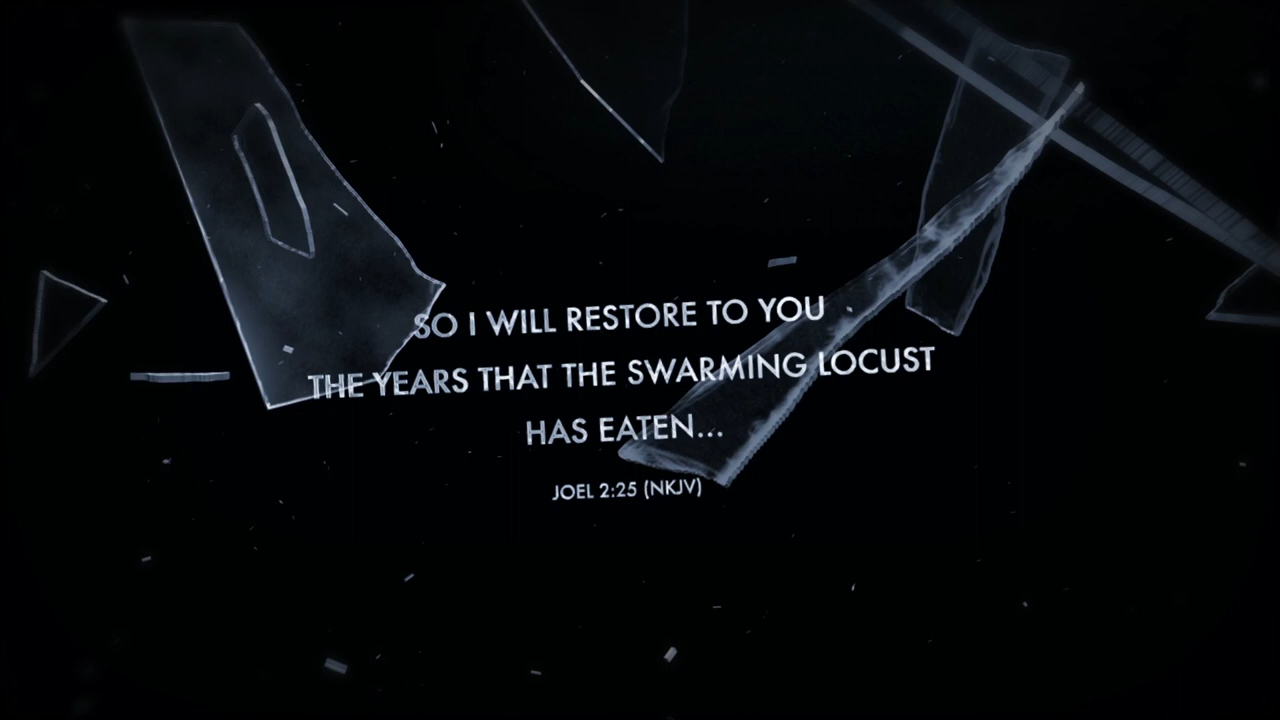 SO I WILL RESTORE TO YOU
THE YEARS THAT THE SWARMING LOCUST
HAS EATEN...
JOEL 2:25 (NKJV)